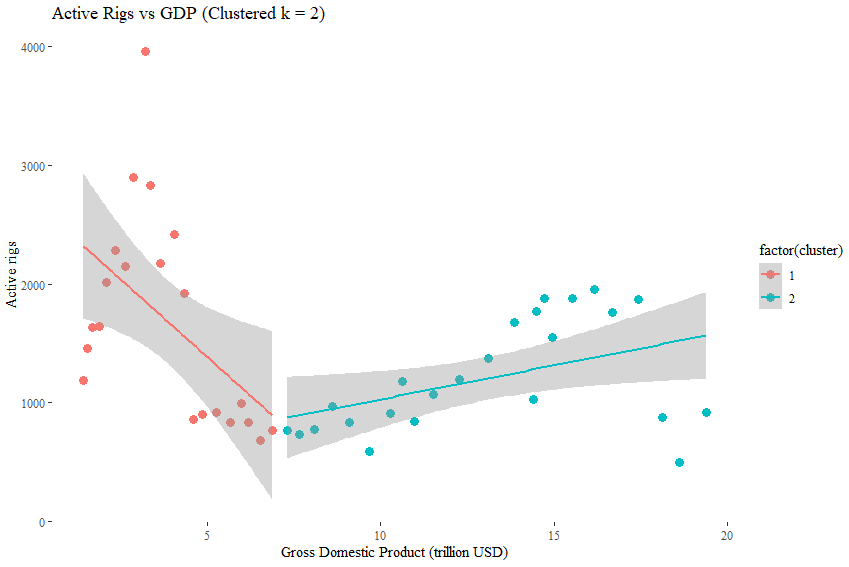 Active Rigs vs GDP (Clustered k = 2)
4000
3000
2000
1000
0
Active rigs
5
10
15
20
Gross Domestic Product (trillion USD)
factor(cluster)
1
2